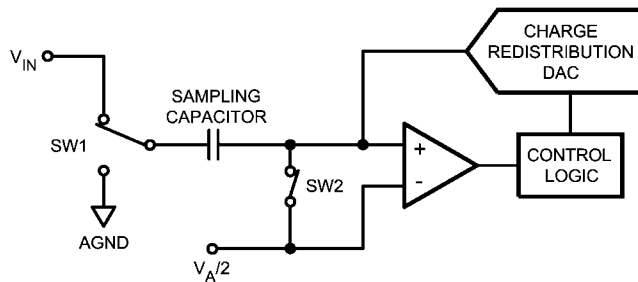 CHARGE
REDISTRIBUTION
DAC
V_IN
SAMPLING
CAPACITOR
SW1
+
-
CONTROL
LOGIC
SW2
AGND
V_A/2